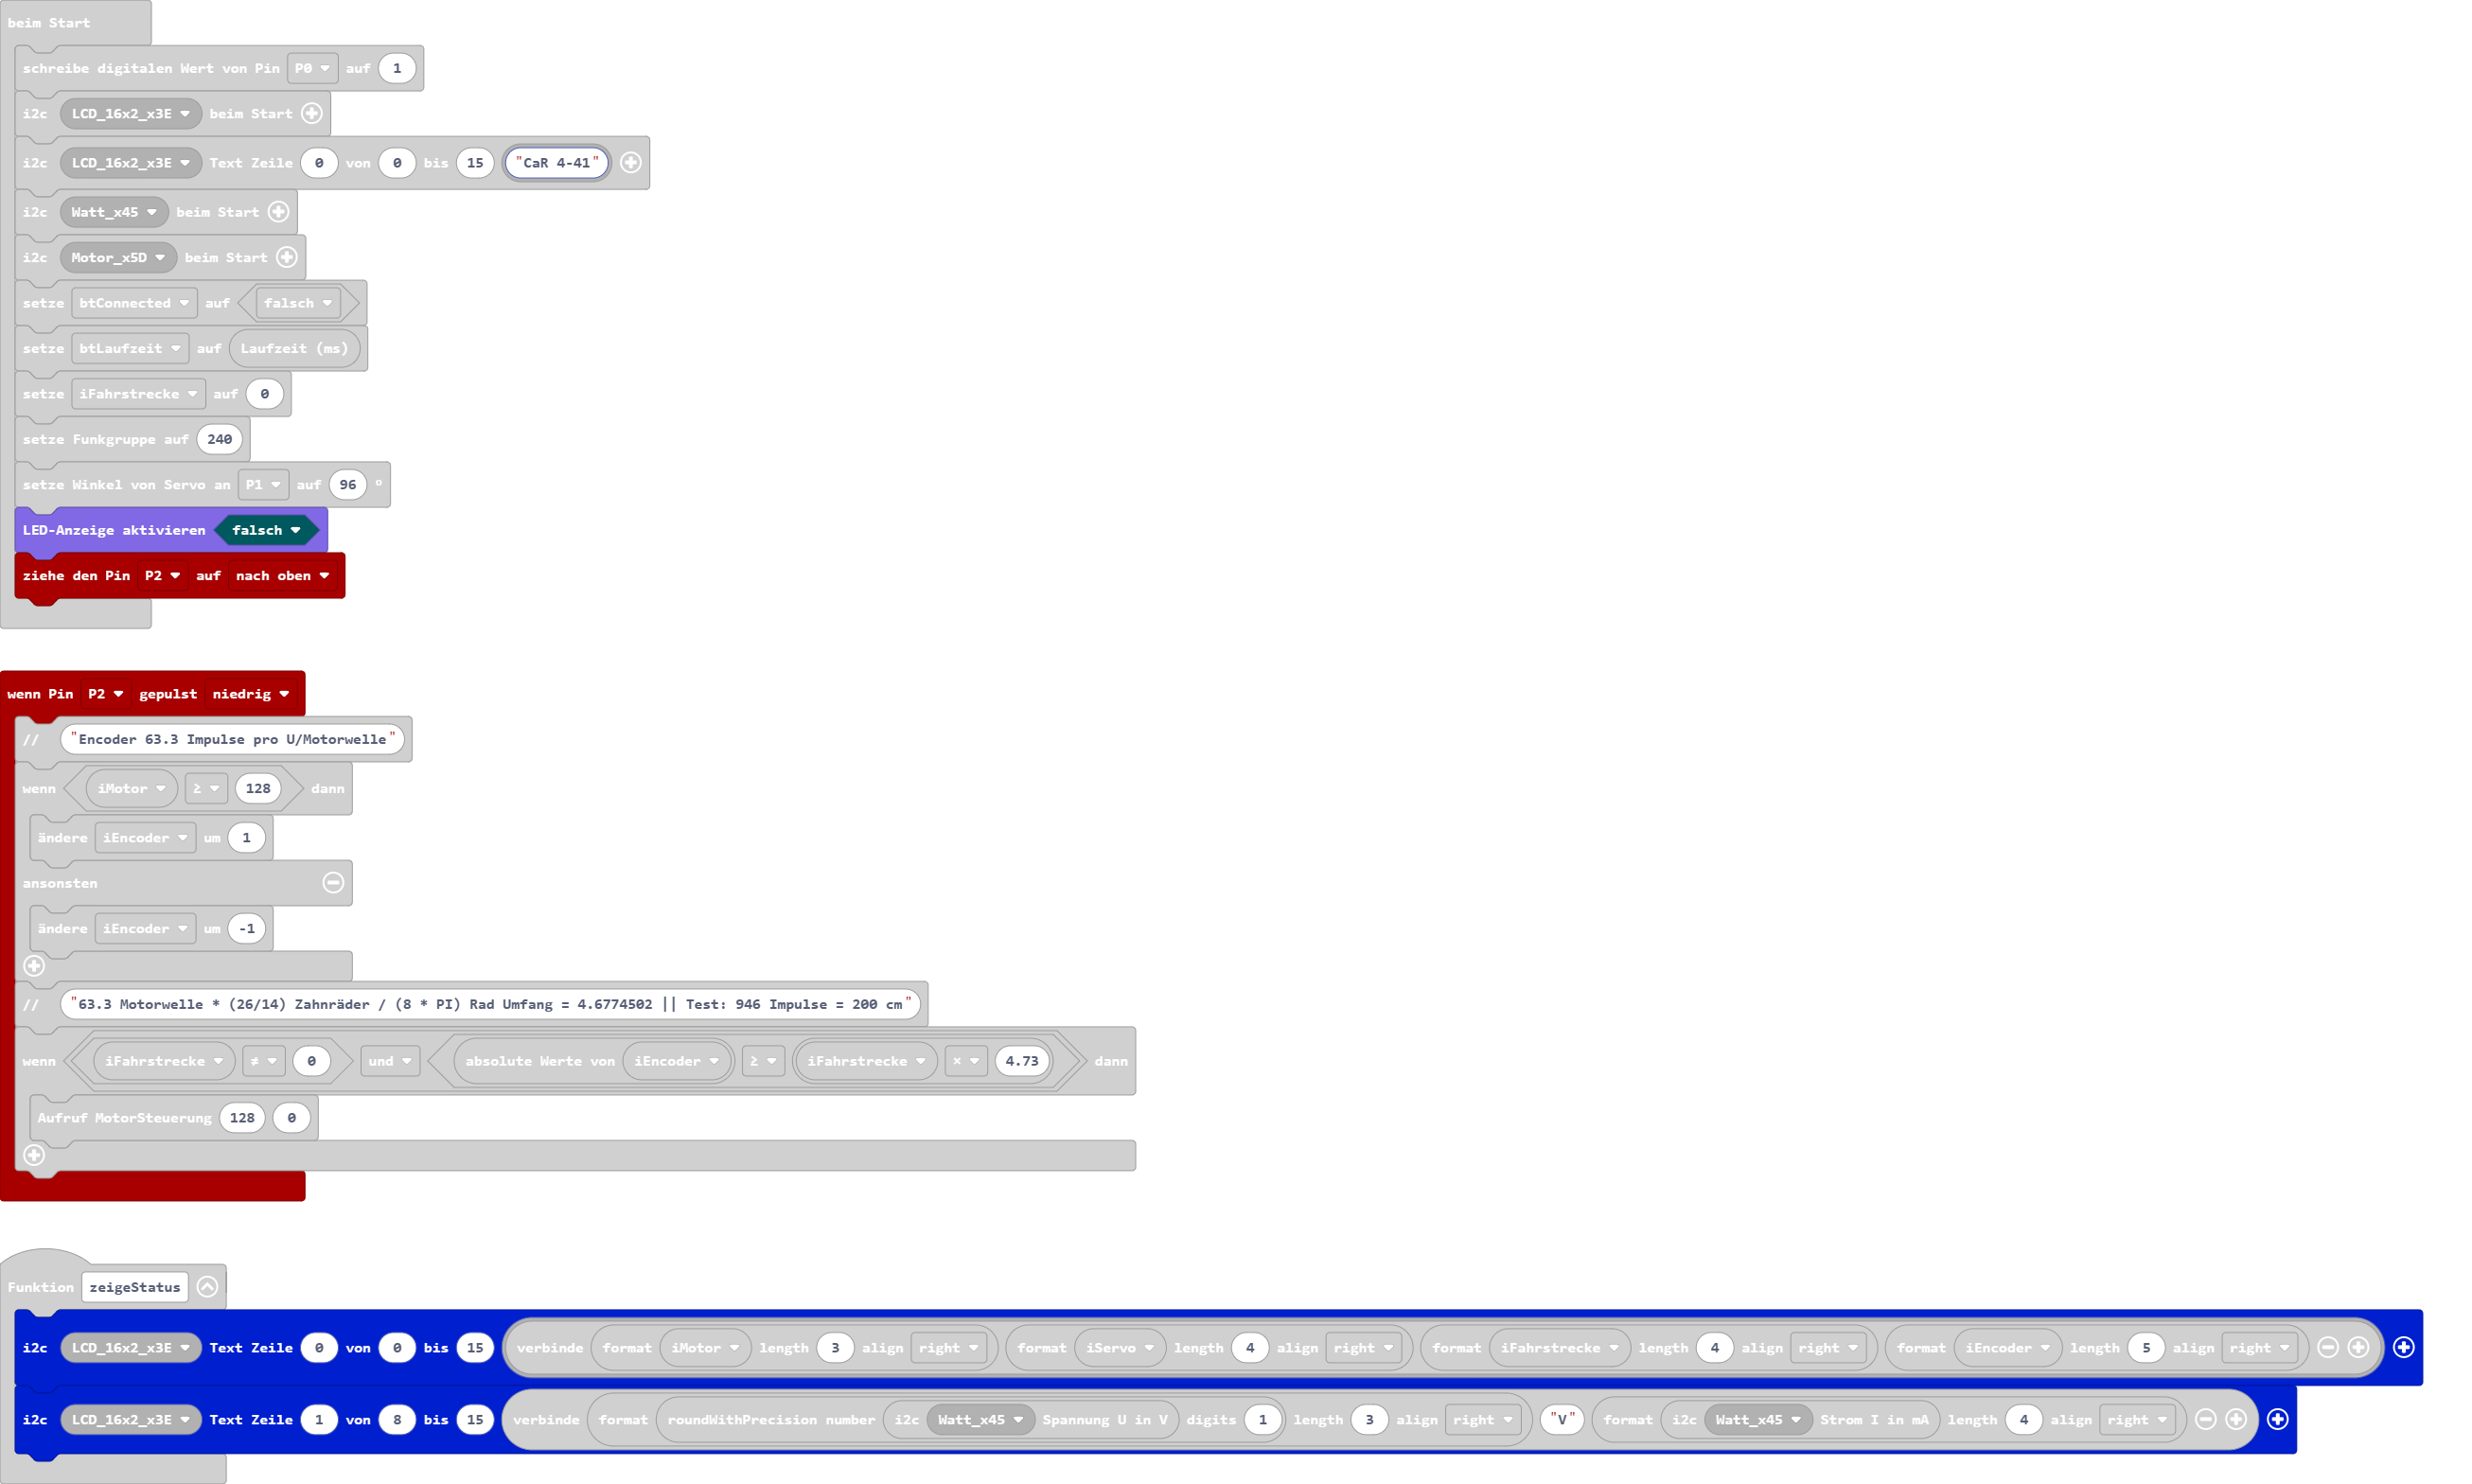 beim Start
schreibe digitalen Wert von Pin P0 auf 1
i2c LCD_16x2_x3E beim Start
i2c LCD_16x2_x3E Text Zeile 0 von 0 bis 15 "CaR 4-41"
i2c Watt_x45 beim Start
i2c Motor_x5D beim Start
setze btConnected auf falsch
setze btLaufzeit auf Laufzeit (ms)
setze iFahrstrecke auf 0
setze Funkgruppe auf 240
setze Winkel von Servo an P1 auf 96 °
LED-Anzeige aktivieren falsch
ziehe den Pin P2 auf nach oben
wenn Pin P2 gepulst niedrig
// "Encoder 63.3 Impulse pro U/Motorwelle"
wenn iMotor ≥ 128 dann
ändere iEncoder um 1
ansonsten
ändere iEncoder um -1
// "63.3 Motorwelle * (26/14) Zahnräder / (8 * PI) Rad Umfang = 4.6774502 || Test: 946 Impulse = 200 cm"
wenn iFahrstrecke ≠ 0 und absolute Werte von iEncoder ≥ iFahrstrecke × 4.73 dann
Aufruf MotorSteuerung 128 0
Funktion zeigeStatus
i2c LCD_16x2_x3E Text Zeile 0 von 0 bis 15 verbinde format iMotor length 3 align right format iServo length 4 align right format iFahrstrecke length 4 align right format iEncoder length 5 align right
i2c LCD_16x2_x3E Text Zeile 1 von 8 bis 15 verbinde format roundWithPrecision number i2c Watt_x45 Spannung U in V digits 1 length 3 align right "V" format i2c Watt_x45 Strom I in mA length 4 align right